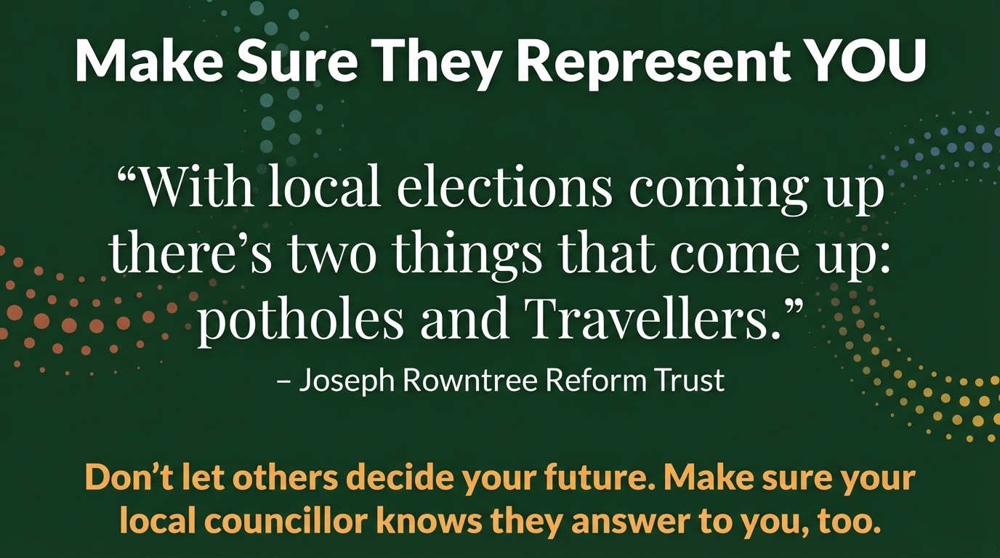 Make Sure They Represent YOU
“With local elections coming up
there’s two things that come up:
potholes and Travellers.”
– Joseph Rowntree Reform Trust
Don’t let others decide your future. Make sure your
local councillor knows they answer to you, too.